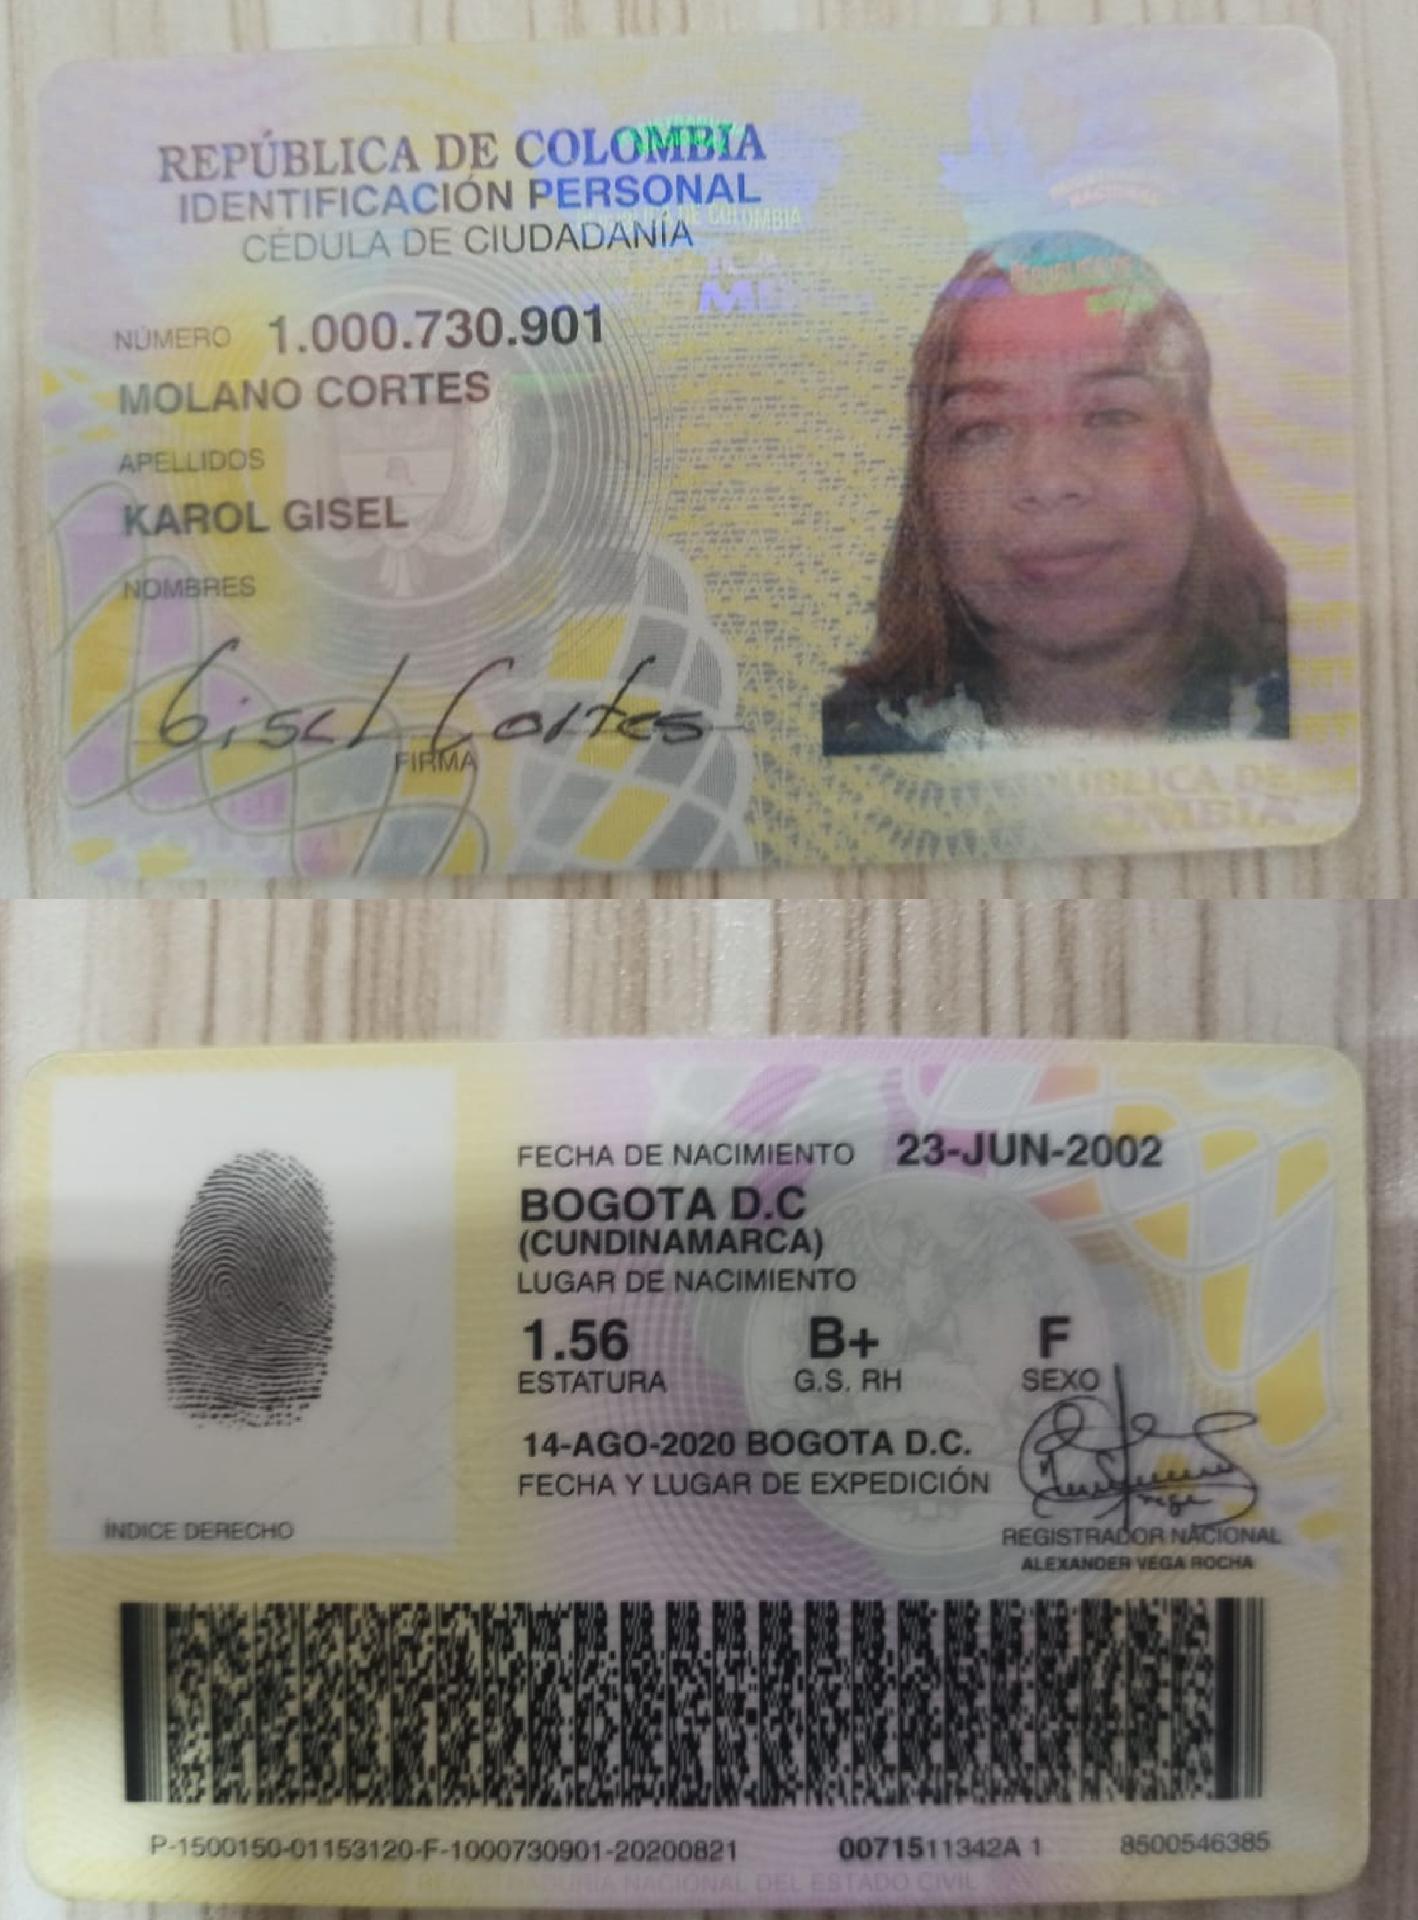 REPÚBLICA DE COLOMBIA
IDENTIFICACIÓN PERSONAL
CÉDULA DE CIUDADANÍA
REPUBLICA DE COLOMBIA
NÚMERO 1.000.730.901
MOLANO CORTES
APELLIDOS
KAROL GISEL
NOMBRES
Gisel Cortes
FIRMA
REPÚBLICA DE
COLOMBIA
FECHA DE NACIMIENTO 23-JUN-2002
BOGOTA D.C
(CUNDINAMARCA)
LUGAR DE NACIMIENTO
1.56 B+ F
ESTATURA G.S. RH SEXO
14-AGO-2020 BOGOTA D.C.
FECHA Y LUGAR DE EXPEDICIÓN
ÍNDICE DERECHO
REGISTRADOR NACIONAL
ALEXANDER VEGA ROCHA
P-1500150-01153120-F-1000730901-20200821 0071511342A 1 8500546385
REGISTRADURÍA NACIONAL DEL ESTADO CIVIL